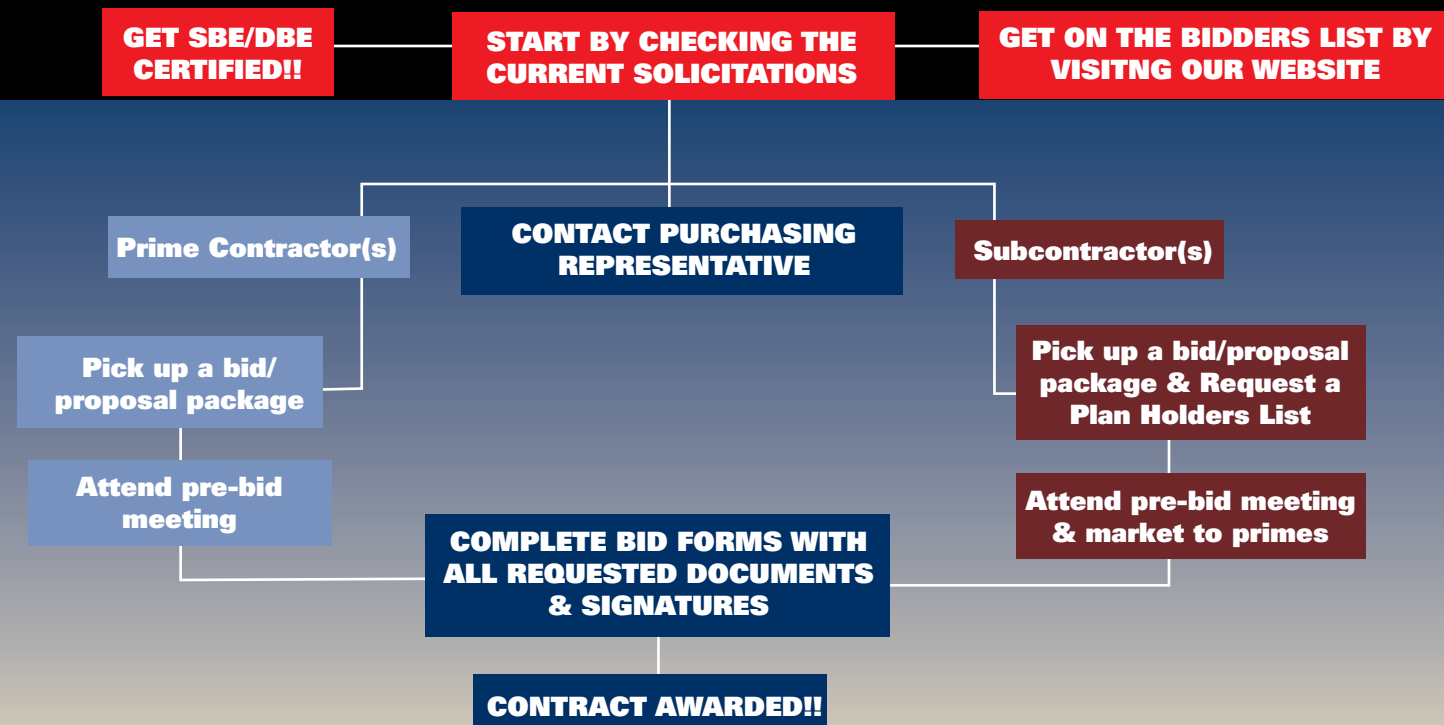 GET SBE/DBE
CERTIFIED!!
START BY CHECKING THE
CURRENT SOLICITATIONS
GET ON THE BIDDERS LIST BY
VISITNG OUR WEBSITE
Prime Contractor(s)
CONTACT PURCHASING
REPRESENTATIVE
Subcontractor(s)
Pick up a bid/
proposal package
Pick up a bid/proposal
package & Request a
Plan Holders List
Attend pre-bid
meeting
Attend pre-bid meeting
& market to primes
COMPLETE BID FORMS WITH
ALL REQUESTED DOCUMENTS
& SIGNATURES
CONTRACT AWARDED!!